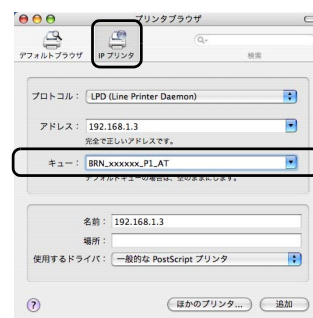 プリンタブラウザ
デフォルトブラウザ IP プリンタ 検索
プロトコル： LPD (Line Printer Daemon)
アドレス： 192.168.1.3
完全で正しいアドレスです。
キュー： BRN_xxxxxx_P1_AT
デフォルトキューの場合は、空のままにします。
名前： 192.168.1.3
場所：
使用するドライバ： 一般的な PostScript プリンタ
? ほかのプリンタ... 追加